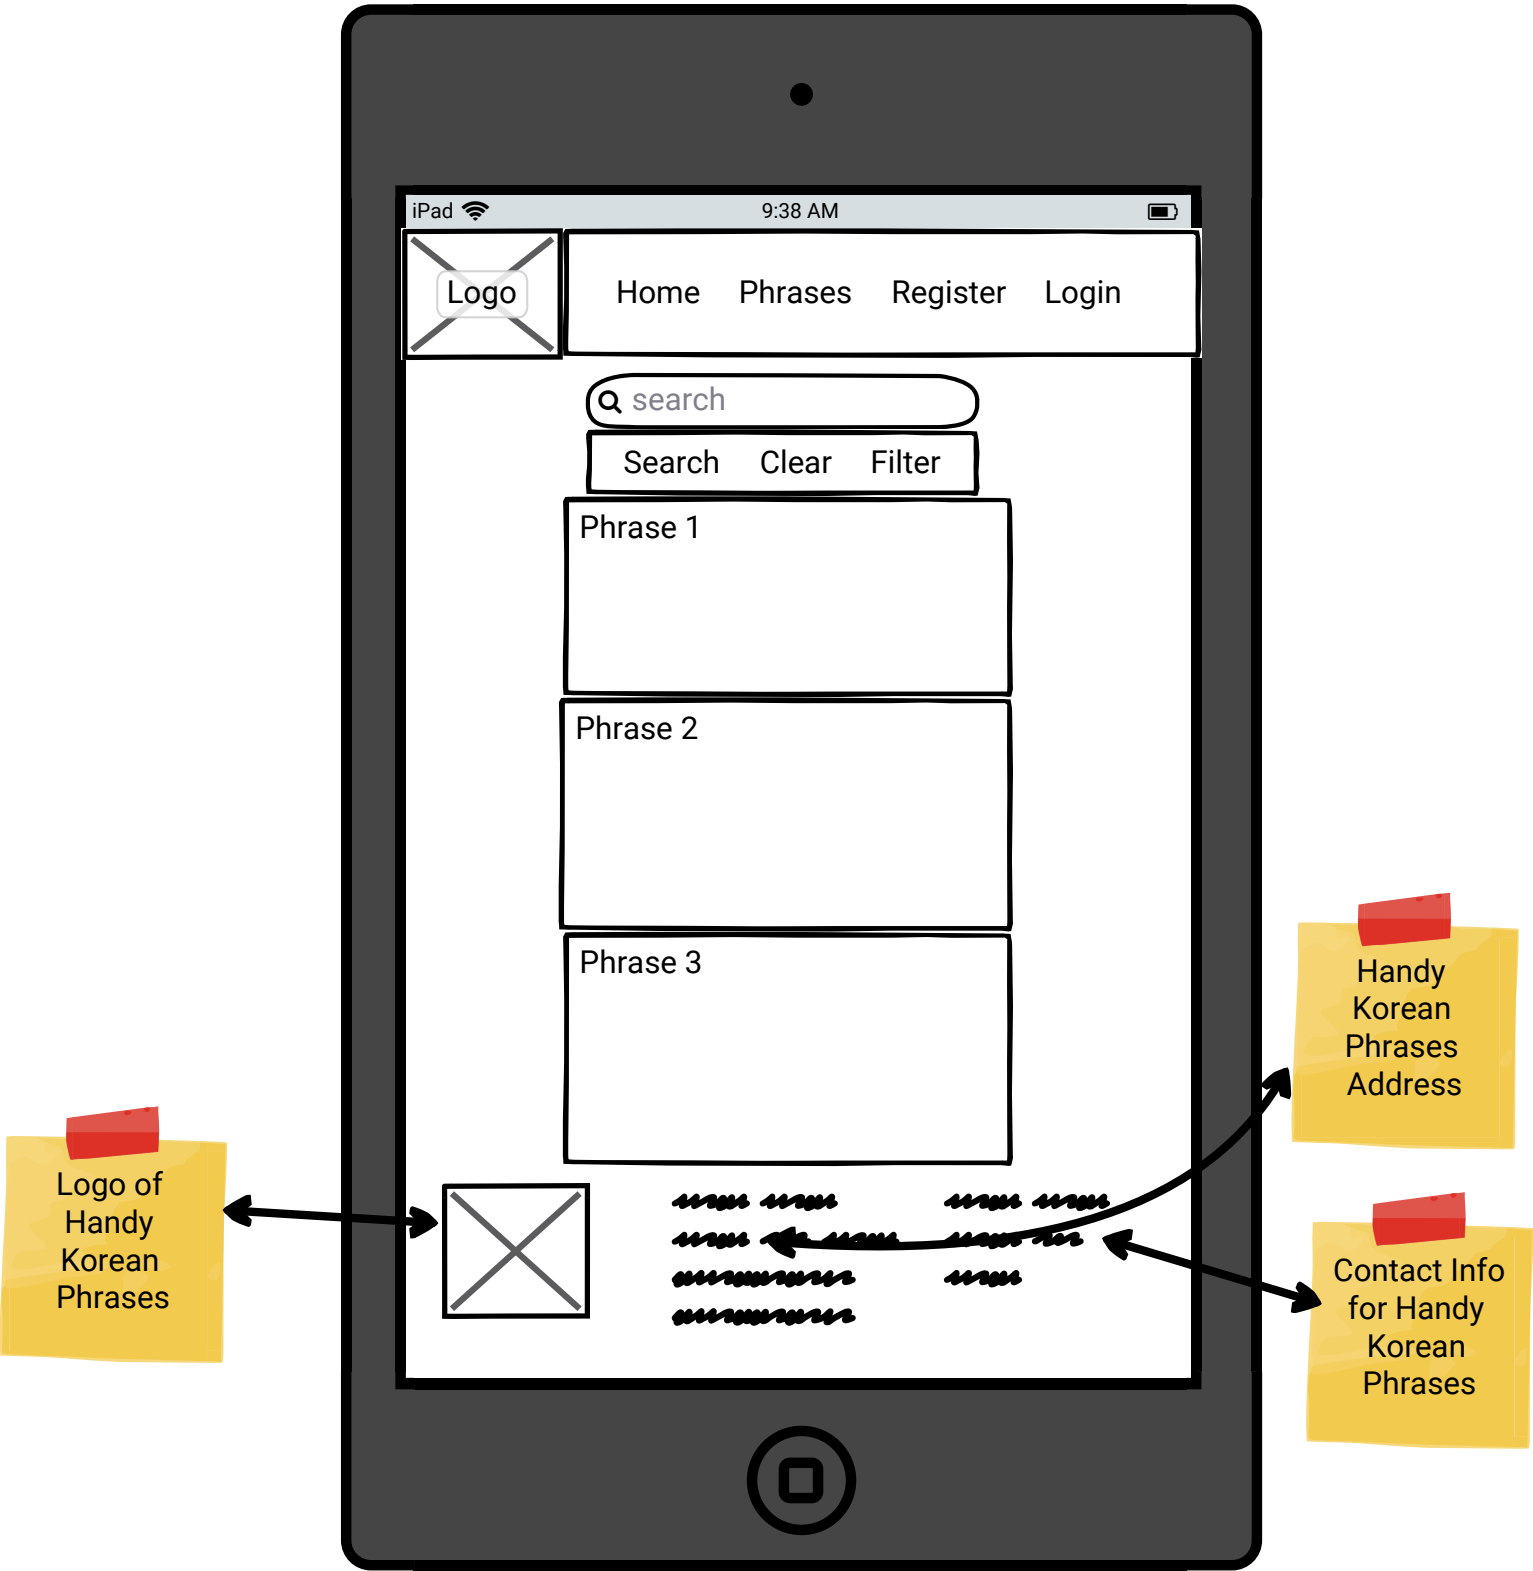 iPad
9:38 AM
Logo
Home Phrases Register Login
search
Search Clear Filter
Phrase 1
Phrase 2
Phrase 3
Handy
Korean
Phrases
Address
Logo of
Handy
Korean
Phrases
Contact Info
for Handy
Korean
Phrases